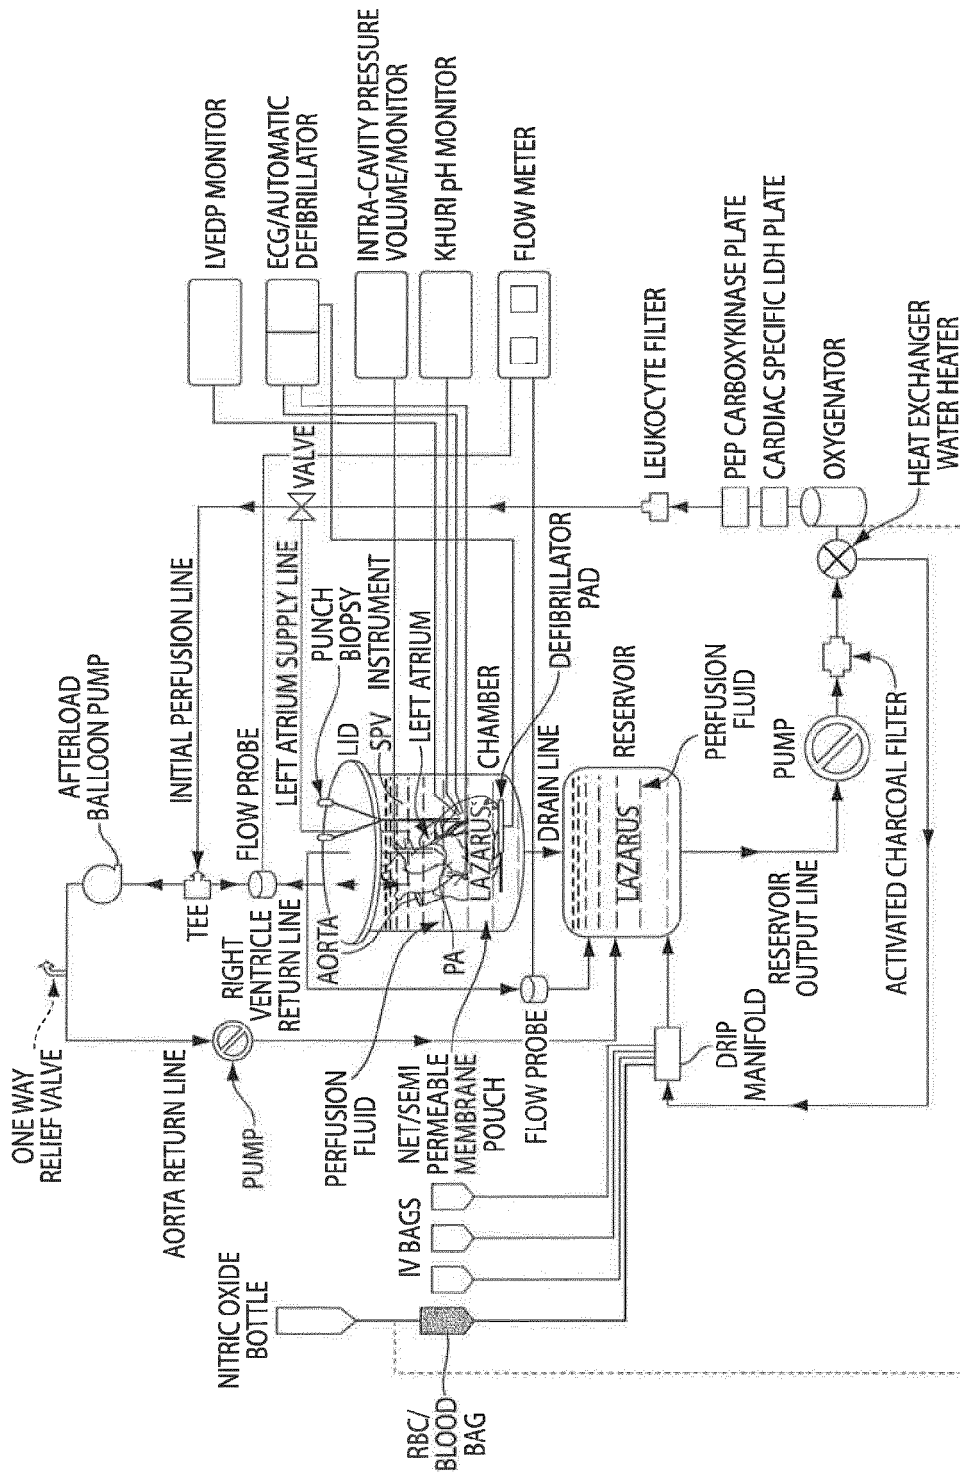 LVEDP MONITOR
ECG/AUTOMATIC
DEFIBRILLATOR
INTRA-CAVITY PRESSURE
VOLUME/MONITOR
KHURI pH MONITOR
FLOW METER
LEUKOCYTE FILTER
PEP CARBOXYKINASE PLATE
CARDIAC SPECIFIC LDH PLATE
OXYGENATOR
HEAT EXCHANGER
WATER HEATER
VALVE
INITIAL PERFUSION LINE
LEFT ATRIUM SUPPLY LINE
PUNCH
BIOPSY
INSTRUMENT
LEFT ATRIUM
DEFIBRILLATOR
PAD
AFTERLOAD
BALLOON PUMP
FLOW PROBE
LID
SPV
CHAMBER
DRAIN LINE
RESERVOIR
PERFUSION
FLUID
PUMP
ACTIVATED CHARCOAL FILTER
TEE
RIGHT
VENTRICLE
RETURN LINE
AORTA
PA
LAZARUS
LAZARUS
RESERVOIR
OUTPUT LINE
ONE WAY
RELIEF VALVE
AORTA RETURN LINE
PUMP
PERFUSION
FLUID
NET/SEMI
PERMEABLE
MEMBRANE
POUCH
FLOW PROBE
DRIP
MANIFOLD
IV BAGS
NITRIC OXIDE
BOTTLE
RBC/
BLOOD
BAG